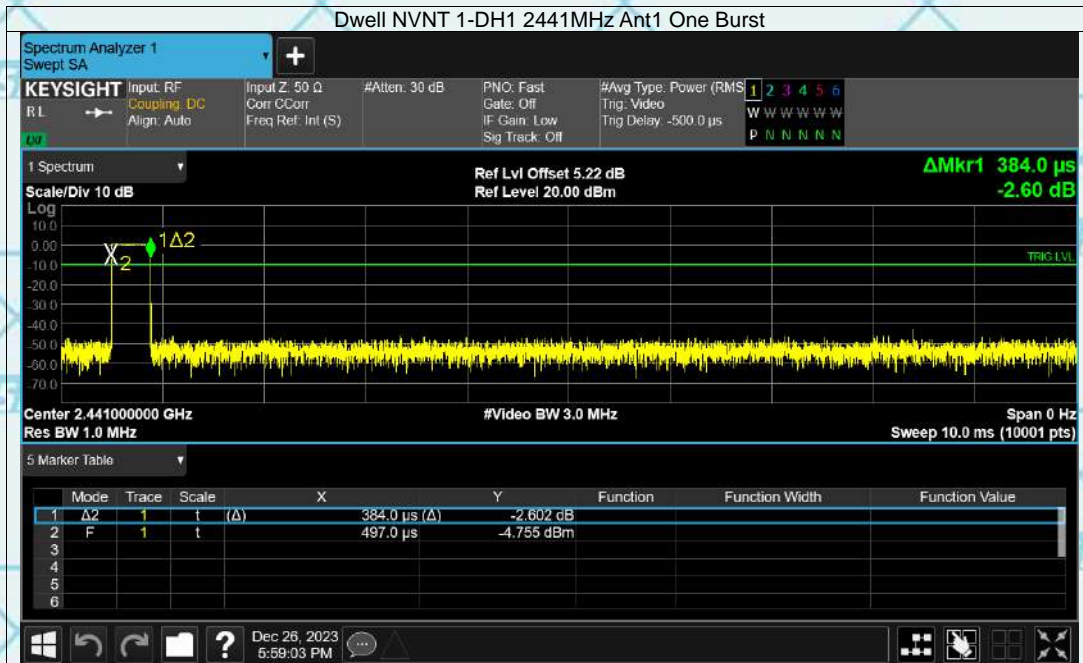 Dwell NVNT 1-DH1 2441MHz Ant1 One Burst
Spectrum Analyzer 1
Swept SA
+
KEYSIGHT
RL
LXI
Input: RF
Coupling: DC
Align: Auto
Input Z: 50 Ω
Corr CCorr
Freq Ref: Int (S)
#Atten: 30 dB
PNO: Fast
Gate: Off
IF Gain: Low
Sig Track: Off
#Avg Type: Power (RMS
Trig: Video
Trig Delay: -500.0 µs
1 2 3 4 5 6
W W W W W W
P N N N N N
1 Spectrum
Scale/Div 10 dB
Ref Lvl Offset 5.22 dB
Ref Level 20.00 dBm
ΔMkr1 384.0 µs
-2.60 dB
Log
10.0
0.00
-10.0
-20.0
-30.0
-40.0
-50.0
-60.0
-70.0
1Δ2
X2
TRIG LVL
Center 2.441000000 GHz
Res BW 1.0 MHz
#Video BW 3.0 MHz
Span 0 Hz
Sweep 10.0 ms (10001 pts)
5 Marker Table
Mode Trace Scale X Y Function Function Width Function Value
1 Δ2 1 t (Δ) 384.0 µs (Δ) -2.602 dB
2 F 1 t 497.0 µs -4.755 dBm
3
4
5
6
?
Dec 26, 2023
5:59:03 PM